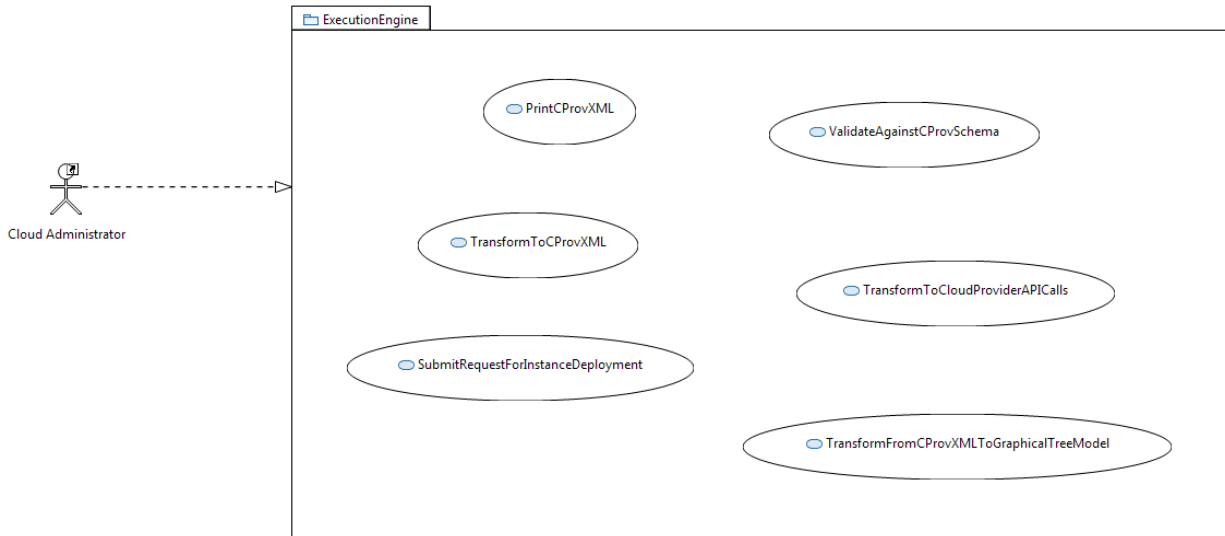 ExecutionEngine
PrintCProvXML
ValidateAgainstCProvSchema
Cloud Administrator
TransformToCProvXML
TransformToCloudProviderAPICalls
SubmitRequestForInstanceDeployment
TransformFromCProvXMLToGraphicalTreeModel